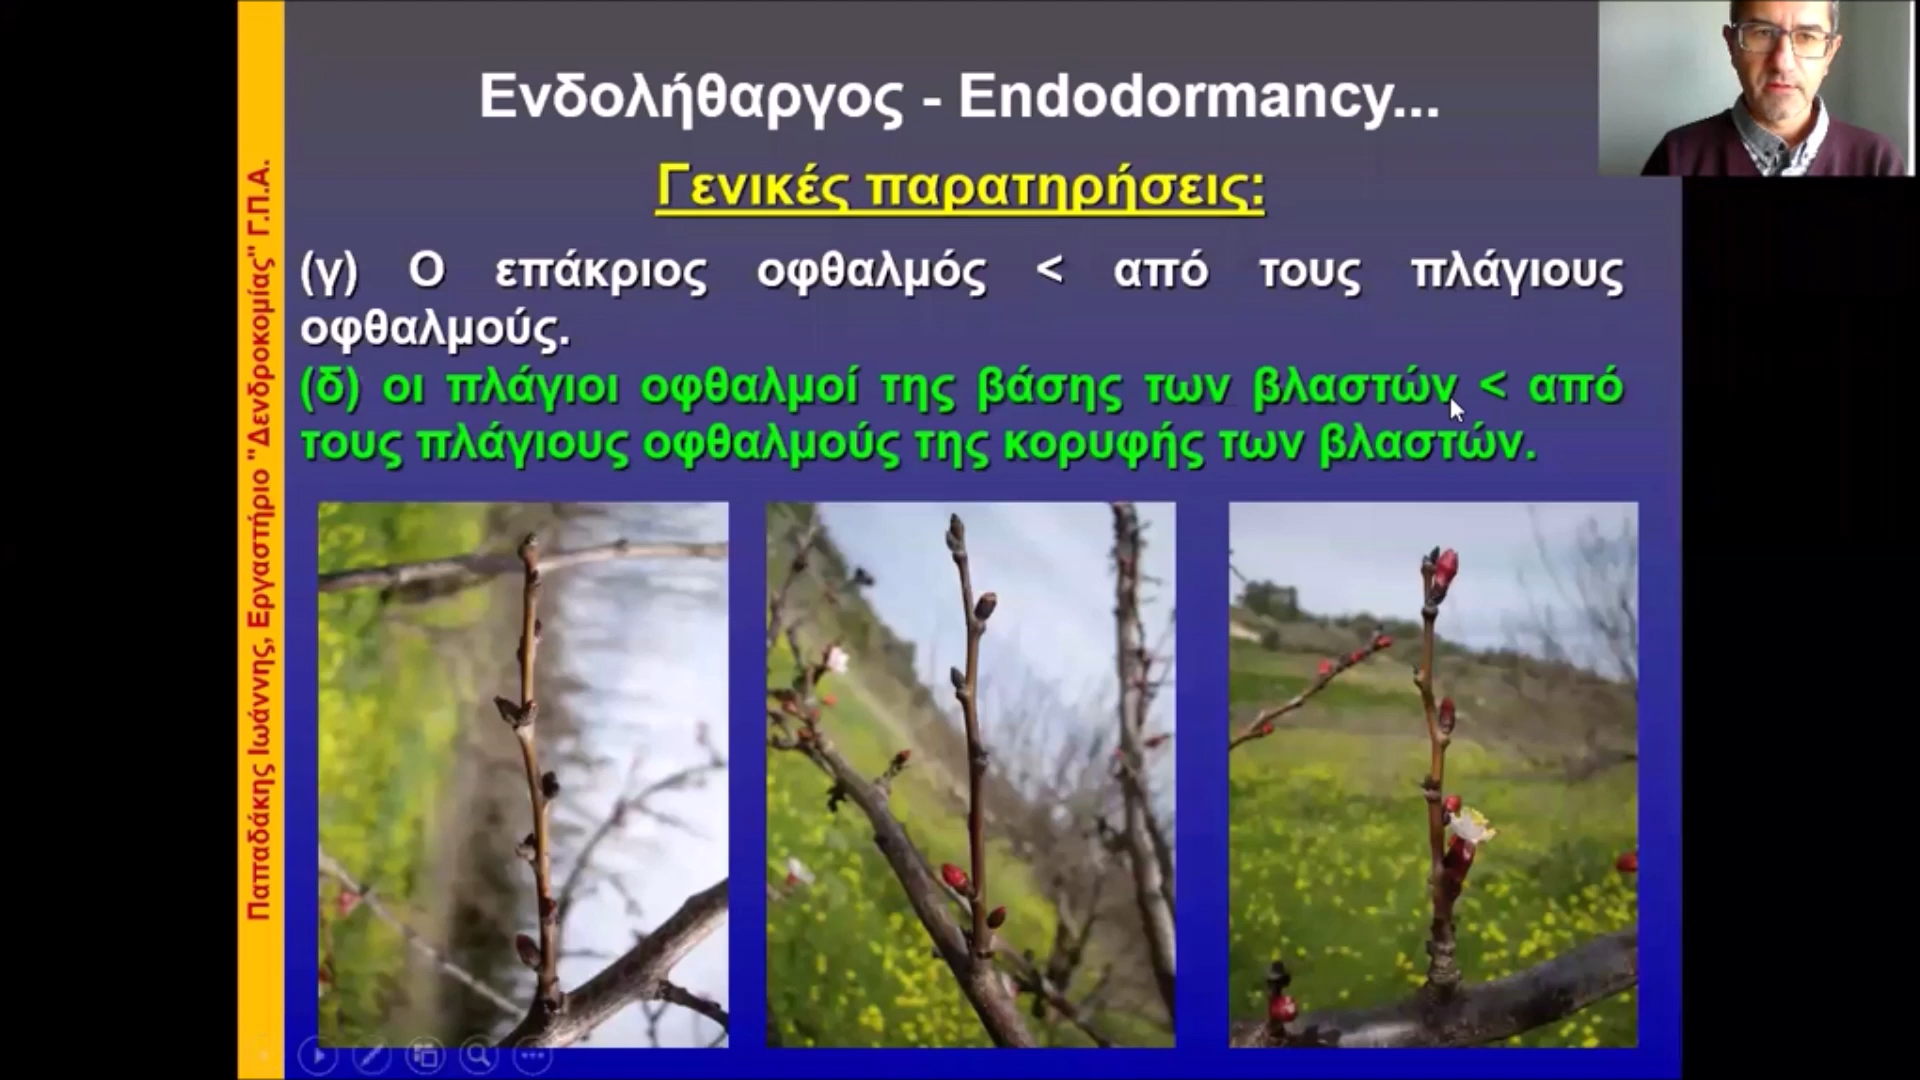 Ενδολήθαργος - Endodormancy...
Γενικές παρατηρήσεις:
(γ) Ο επάκριος οφθαλμός < από τους πλάγιους
οφθαλμούς.
(δ) οι πλάγιοι οφθαλμοί της βάσης των βλαστών < από
τους πλάγιους οφθαλμούς της κορυφής των βλαστών.
Παπαδάκης Ιωάννης, Εργαστήριο "Δενδροκομίας" Γ.Π.Α.